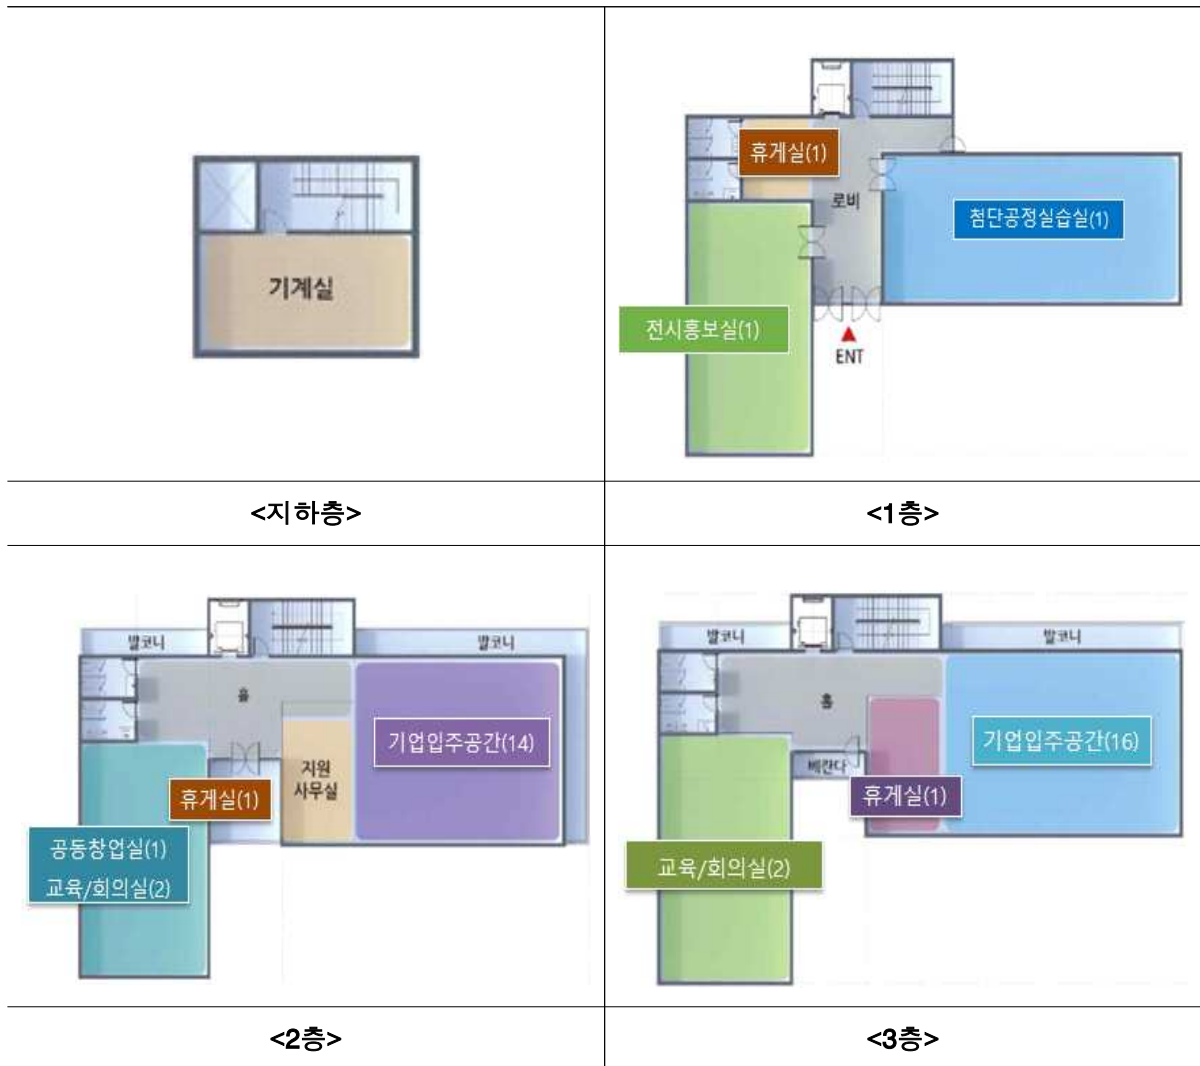 기계실
<지하층>
휴게실(1)
로비
첨단공정실습실(1)
전시홍보실(1)
ENT
<1층>
발코니
발코니
홀
기업입주공간(14)
지원
사무실
휴게실(1)
공동창업실(1)
교육/회의실(2)
<2층>
발코니
발코니
홀
기업입주공간(16)
베란다
휴게실(1)
교육/회의실(2)
<3층>